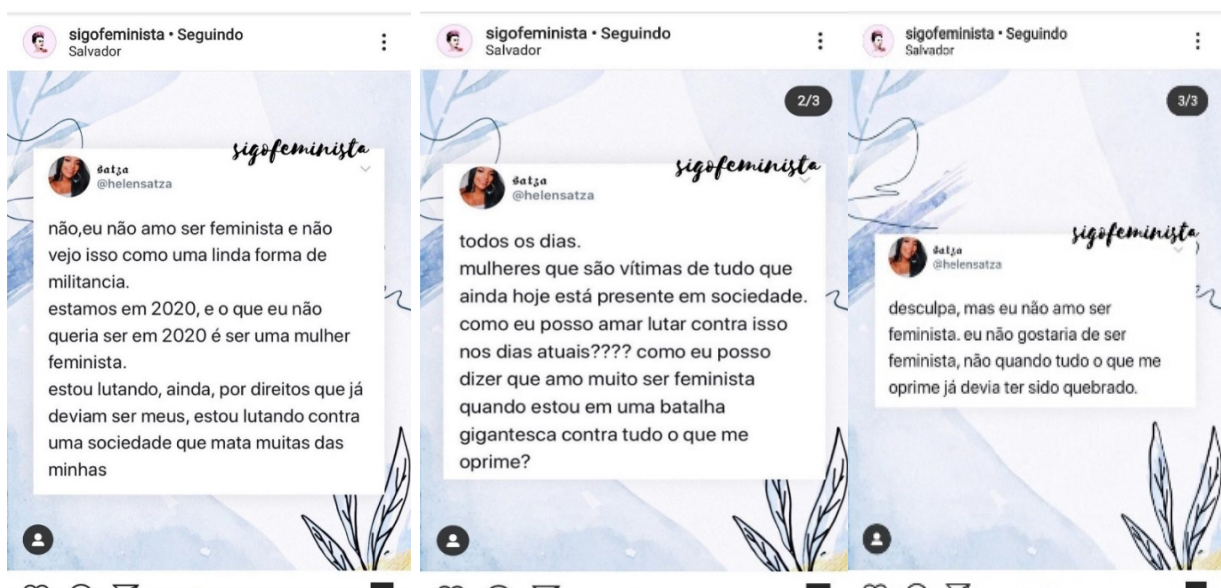 sigofeminista • Seguindo
Salvador
sigofeminista
satza
@helensatza
não,eu não amo ser feminista e não
vejo isso como uma linda forma de
militancia.
estamos em 2020, e o que eu não
queria ser em 2020 é ser uma mulher
feminista.
estou lutando, ainda, por direitos que já
deviam ser meus, estou lutando contra
uma sociedade que mata muitas das
minhas
sigofeminista • Seguindo
Salvador
2/3
sigofeminista
satza
@helensatza
todos os dias.
mulheres que são vítimas de tudo que
ainda hoje está presente em sociedade.
como eu posso amar lutar contra isso
nos dias atuais???? como eu posso
dizer que amo muito ser feminista
quando estou em uma batalha
gigantesca contra tudo o que me
oprime?
sigofeminista • Seguindo
Salvador
3/3
sigofeminista
satza
@helensatza
desculpa, mas eu não amo ser
feminista. eu não gostaria de ser
feminista, não quando tudo o que me
oprime já devia ter sido quebrado.